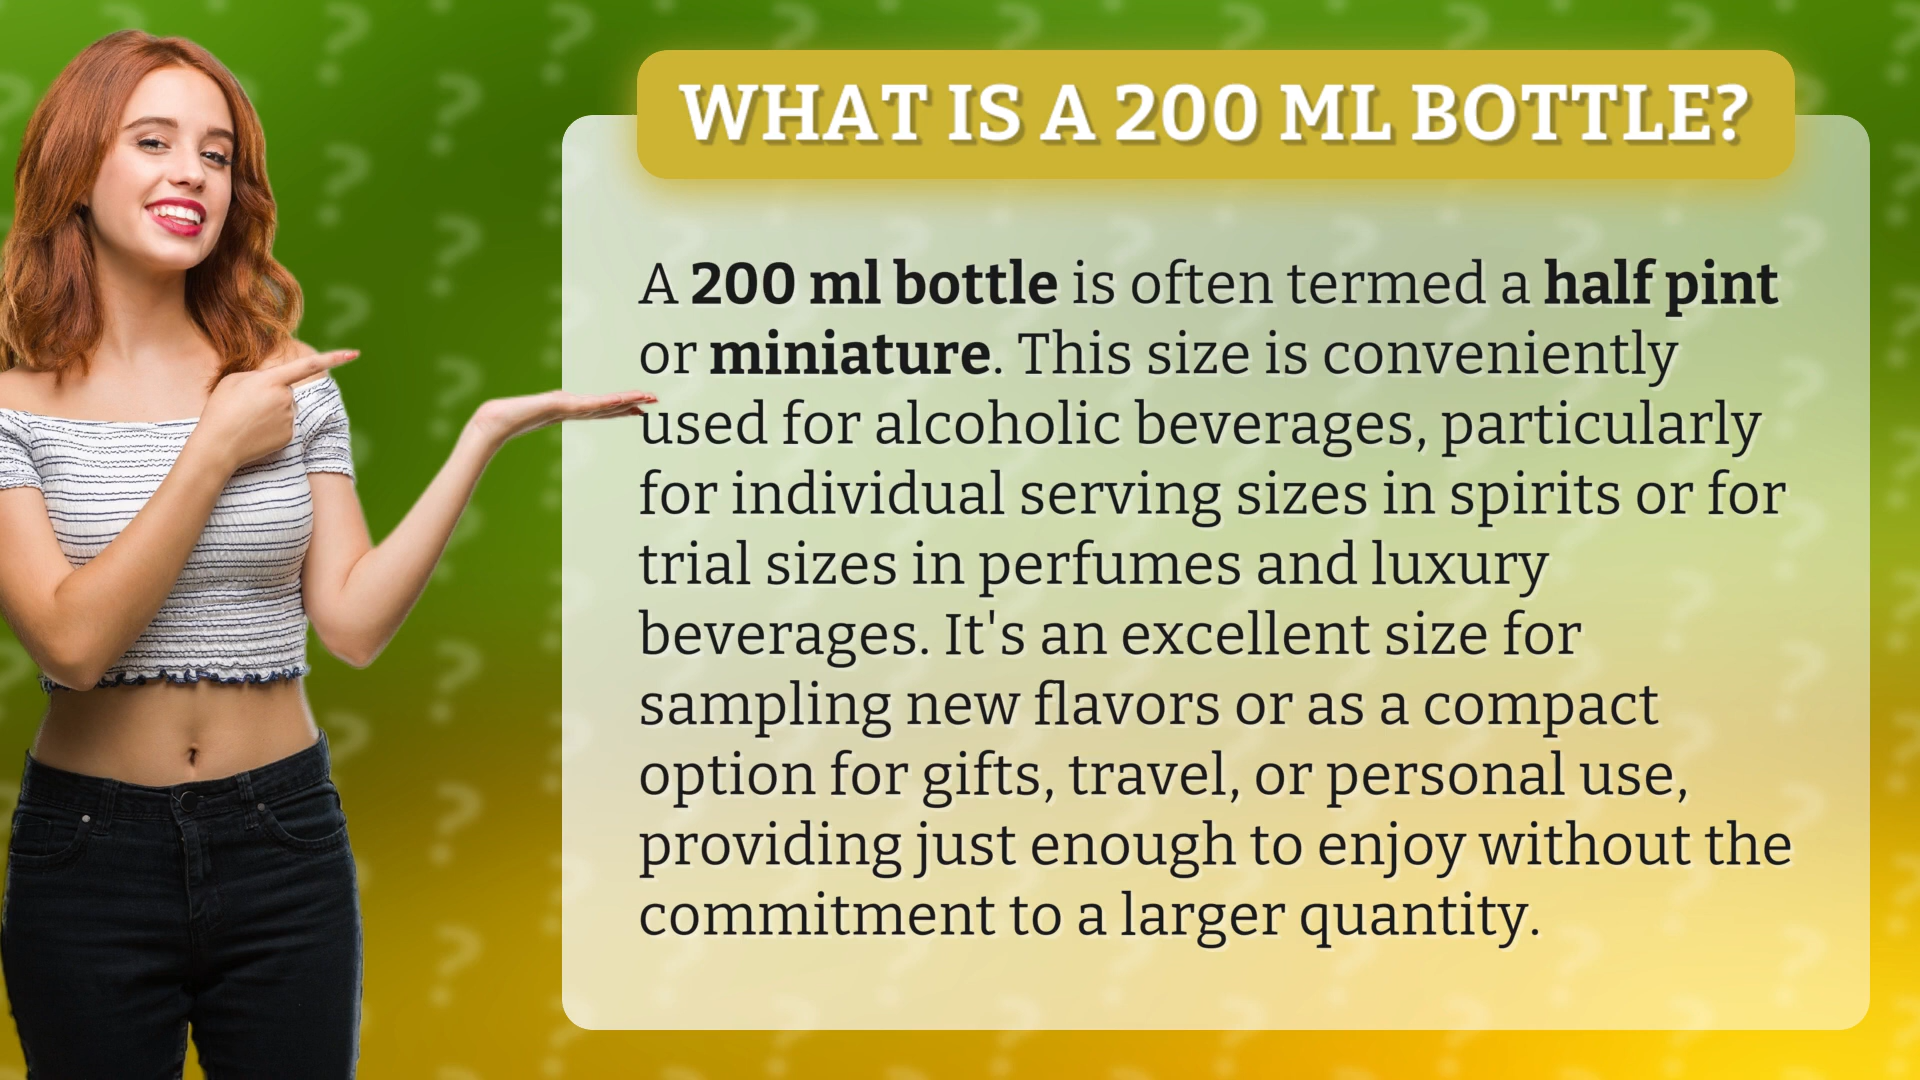 WHAT IS A 200 ML BOTTLE?
A 200 ml bottle is often termed a half pint
or miniature. This size is conveniently
used for alcoholic beverages, particularly
for individual serving sizes in spirits or for
trial sizes in perfumes and luxury
beverages. It's an excellent size for
sampling new flavors or as a compact
option for gifts, travel, or personal use,
providing just enough to enjoy without the
commitment to a larger quantity.